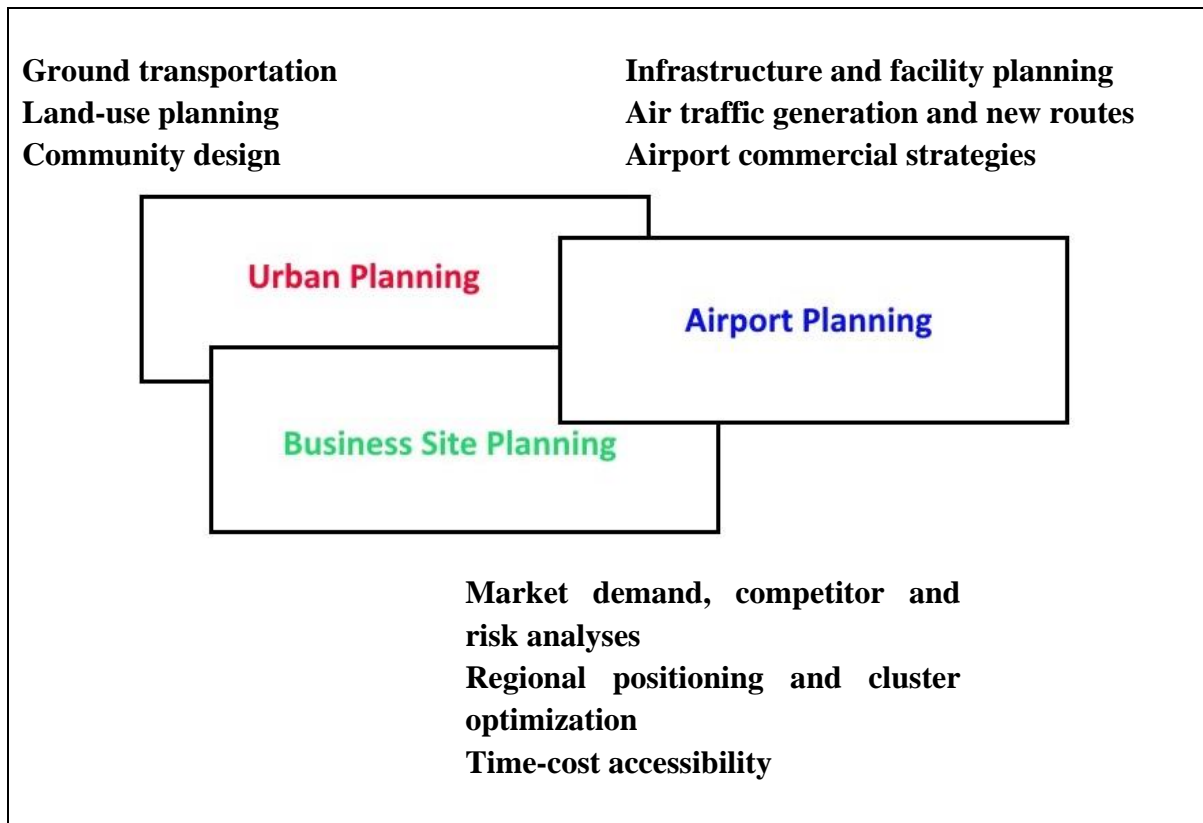 Ground transportation
Land-use planning
Community design
Infrastructure and facility planning
Air traffic generation and new routes
Airport commercial strategies
Urban Planning
Airport Planning
Business Site Planning
Market demand, competitor and
risk analyses
Regional positioning and cluster
optimization
Time-cost accessibility